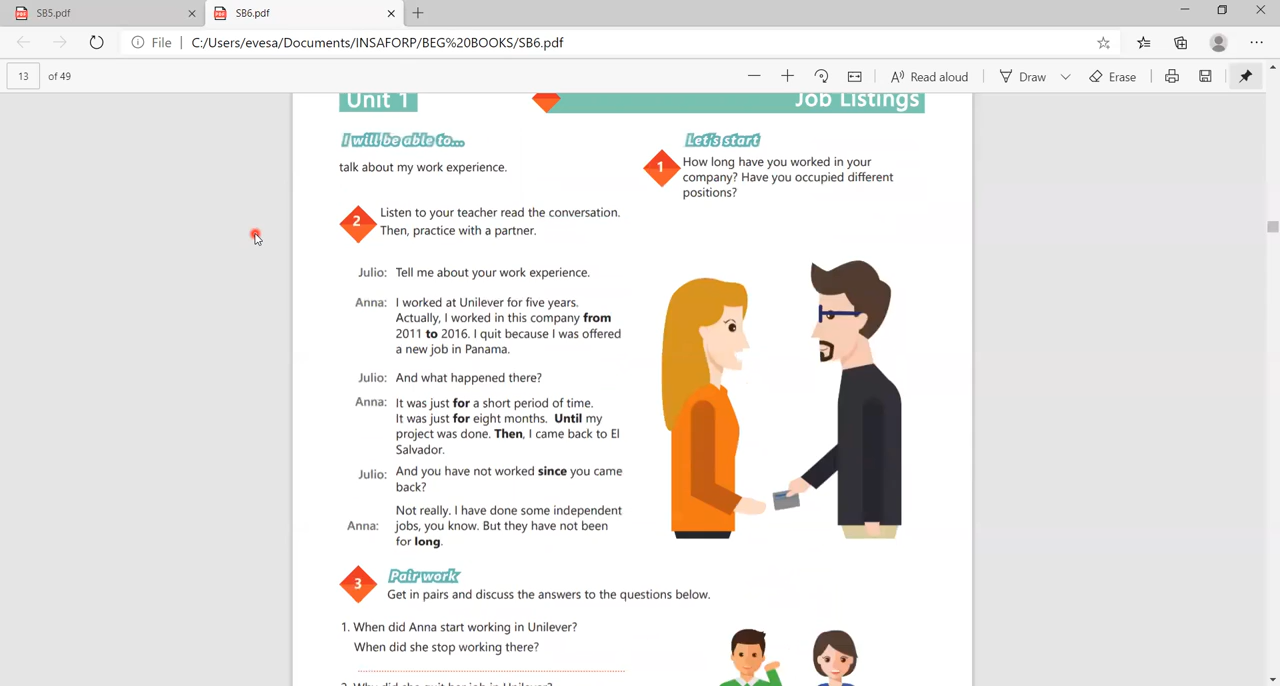 SB5.pdf
SB6.pdf
File
C:/Users/evesa/Documents/INSAFORP/BEG%20BOOKS/SB6.pdf
13 of 49
Read aloud
Draw
Erase
Unit 1
Job Listings
I will be able to...
talk about my work experience.
Let's start
1
How long have you worked in your
company? Have you occupied different
positions?
2
Listen to your teacher read the conversation.
Then, practice with a partner.
Julio: Tell me about your work experience.
Anna: I worked at Unilever for five years.
Actually, I worked in this company from
2011 to 2016. I quit because I was offered
a new job in Panama.
Julio: And what happened there?
Anna: It was just for a short period of time.
It was just for eight months. Until my
project was done. Then, I came back to El
Salvador.
Julio: And you have not worked since you came
back?
Not really. I have done some independent
Anna: jobs, you know. But they have not been
for long.
3
Pair work
Get in pairs and discuss the answers to the questions below.
1. When did Anna start working in Unilever?
When did she stop working there?
2. Why did she quit her job in Unilever?